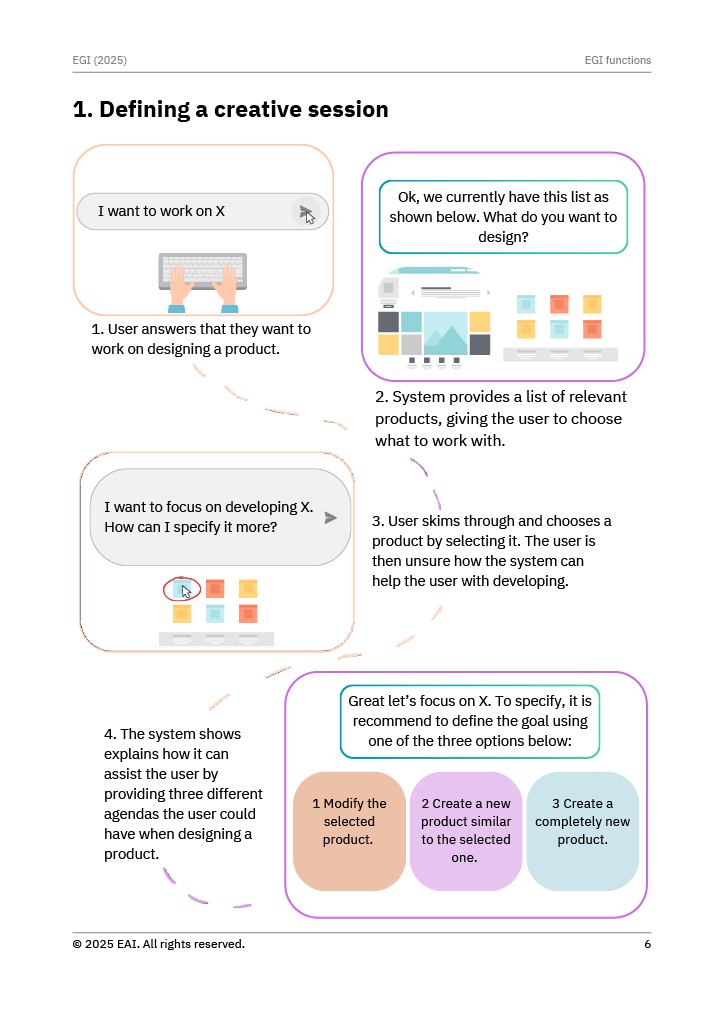 EGI (2025)
EGI functions
1. Defining a creative session
I want to work on X
1. User answers that they want to
work on designing a product.
Ok, we currently have this list as
shown below. What do you want to
design?
2. System provides a list of relevant
products, giving the user to choose
what to work with.
I want to focus on developing X.
How can I specify it more?
3. User skims through and chooses a
product by selecting it. The user is
then unsure how the system can
help the user with developing.
4. The system shows
explains how it can
assist the user by
providing three different
agendas the user could
have when designing a
product.
Great let’s focus on X. To specify, it is
recommend to define the goal using
one of the three options below:
1 Modify the
selected
product.
2 Create a new
product similar
to the selected
one.
3 Create a
completely new
product.
© 2025 EAI. All rights reserved.
6